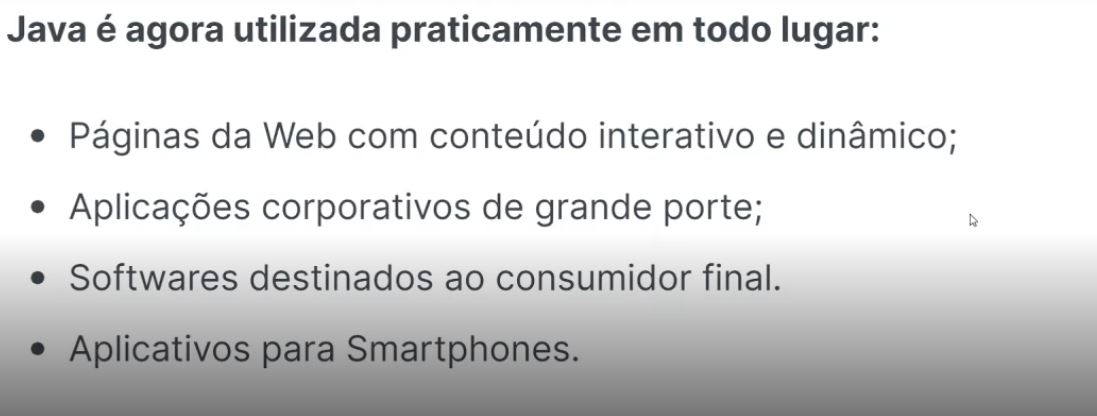 Java é agora utilizada praticamente em todo lugar:
• Páginas da Web com conteúdo interativo e dinâmico;
• Aplicações corporativos de grande porte;
• Softwares destinados ao consumidor final.
• Aplicativos para Smartphones.